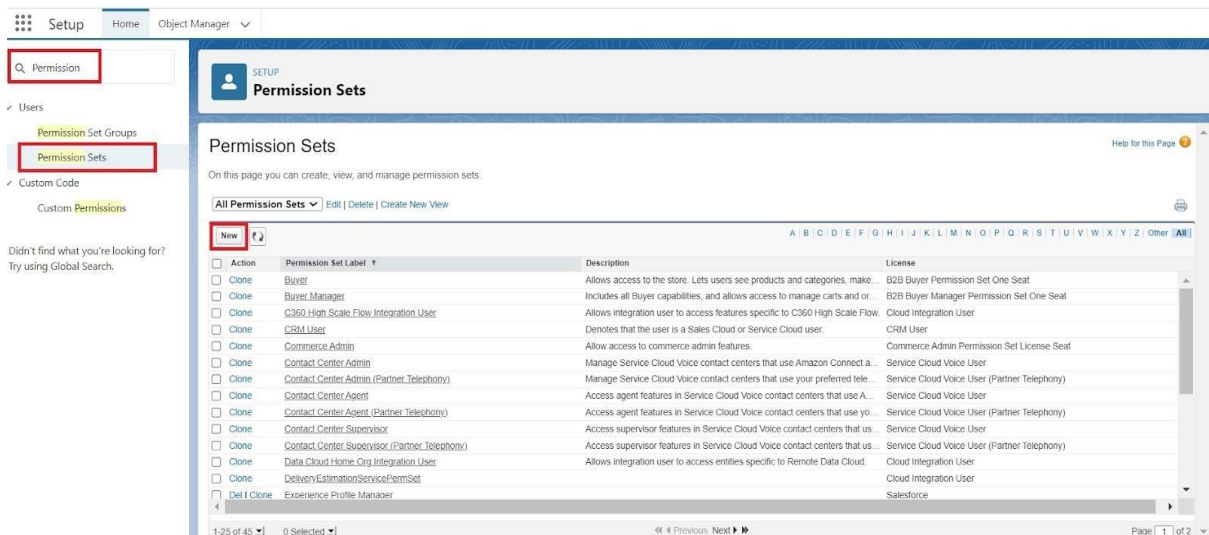 Setup Home Object Manager
Permission
Users
Permission Set Groups
Permission Sets
Custom Code
Custom Permissions
Didn't find what you're looking for?
Try using Global Search.
SETUP
Permission Sets
Permission Sets
Help for this Page
On this page you can create, view, and manage permission sets.
All Permission Sets Edit | Delete | Create New View
New A | B | C | D | E | F | G | H | I | J | K | L | M | N | O | P | Q | R | S | T | U | V | W | X | Y | Z | Other | All
Action Permission Set Label ↑ Description License
Clone Buyer Allows access to the store. Lets users see products and categories, make... B2B Buyer Permission Set One Seat
Clone Buyer Manager Includes all Buyer capabilities, and allows access to manage carts and or... B2B Buyer Manager Permission Set One Seat
Clone C360 High Scale Flow Integration User Allows integration user to access features specific to C360 High Scale Flow. Cloud Integration User
Clone CRM User Denotes that the user is a Sales Cloud or Service Cloud user. CRM User
Clone Commerce Admin Allow access to commerce admin features. Commerce Admin Permission Set License Seat
Clone Contact Center Admin Manage Service Cloud Voice contact centers that use Amazon Connect a... Service Cloud Voice User
Clone Contact Center Admin (Partner Telephony) Manage Service Cloud Voice contact centers that use your preferred tele... Service Cloud Voice User (Partner Telephony)
Clone Contact Center Agent Access agent features in Service Cloud Voice contact centers that use A... Service Cloud Voice User
Clone Contact Center Agent (Partner Telephony) Access agent features in Service Cloud Voice contact centers that use yo... Service Cloud Voice User (Partner Telephony)
Clone Contact Center Supervisor Access supervisor features in Service Cloud Voice contact centers that us... Service Cloud Voice User
Clone Contact Center Supervisor (Partner Telephony) Access supervisor features in Service Cloud Voice contact centers that us... Service Cloud Voice User (Partner Telephony)
Clone Data Cloud Home Org Integration User Allows integration user to access entities specific to Remote Data Cloud. Cloud Integration User
Clone DeliveryEstimationServicePermSet Cloud Integration User
Del | Clone Experience Profile Manager Salesforce
1-25 of 45 0 Selected Previous Next Page 1 of 2